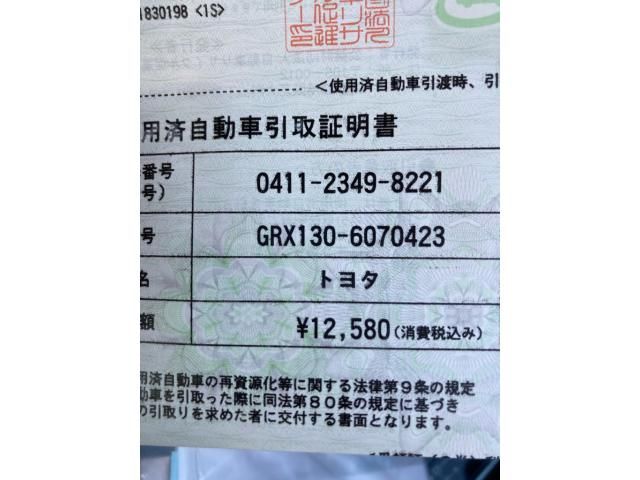 1830198 <1S>
<使用済自動車引渡時、引
用済自動車引取証明書
番号
号)
0411-2349-8221
号
GRX130-6070423
名
トヨタ
額
¥12,580(消費税込み)
用済自動車の再資源化等に関する法律第9条の規定
動車を引取った際に同法第80条の規定に基づき
の引取りを求めた者に交付する書面となります。